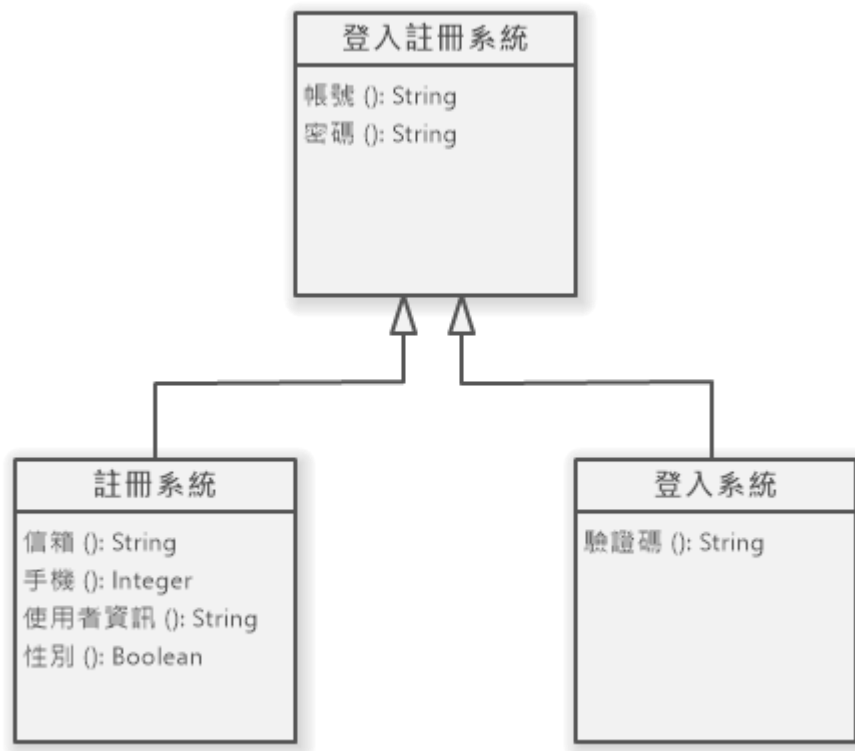 登入註冊系統
帳號 (): String
密碼 (): String
註冊系統
信箱 (): String
手機 (): Integer
使用者資訊 (): String
性別 (): Boolean
登入系統
驗證碼 (): String